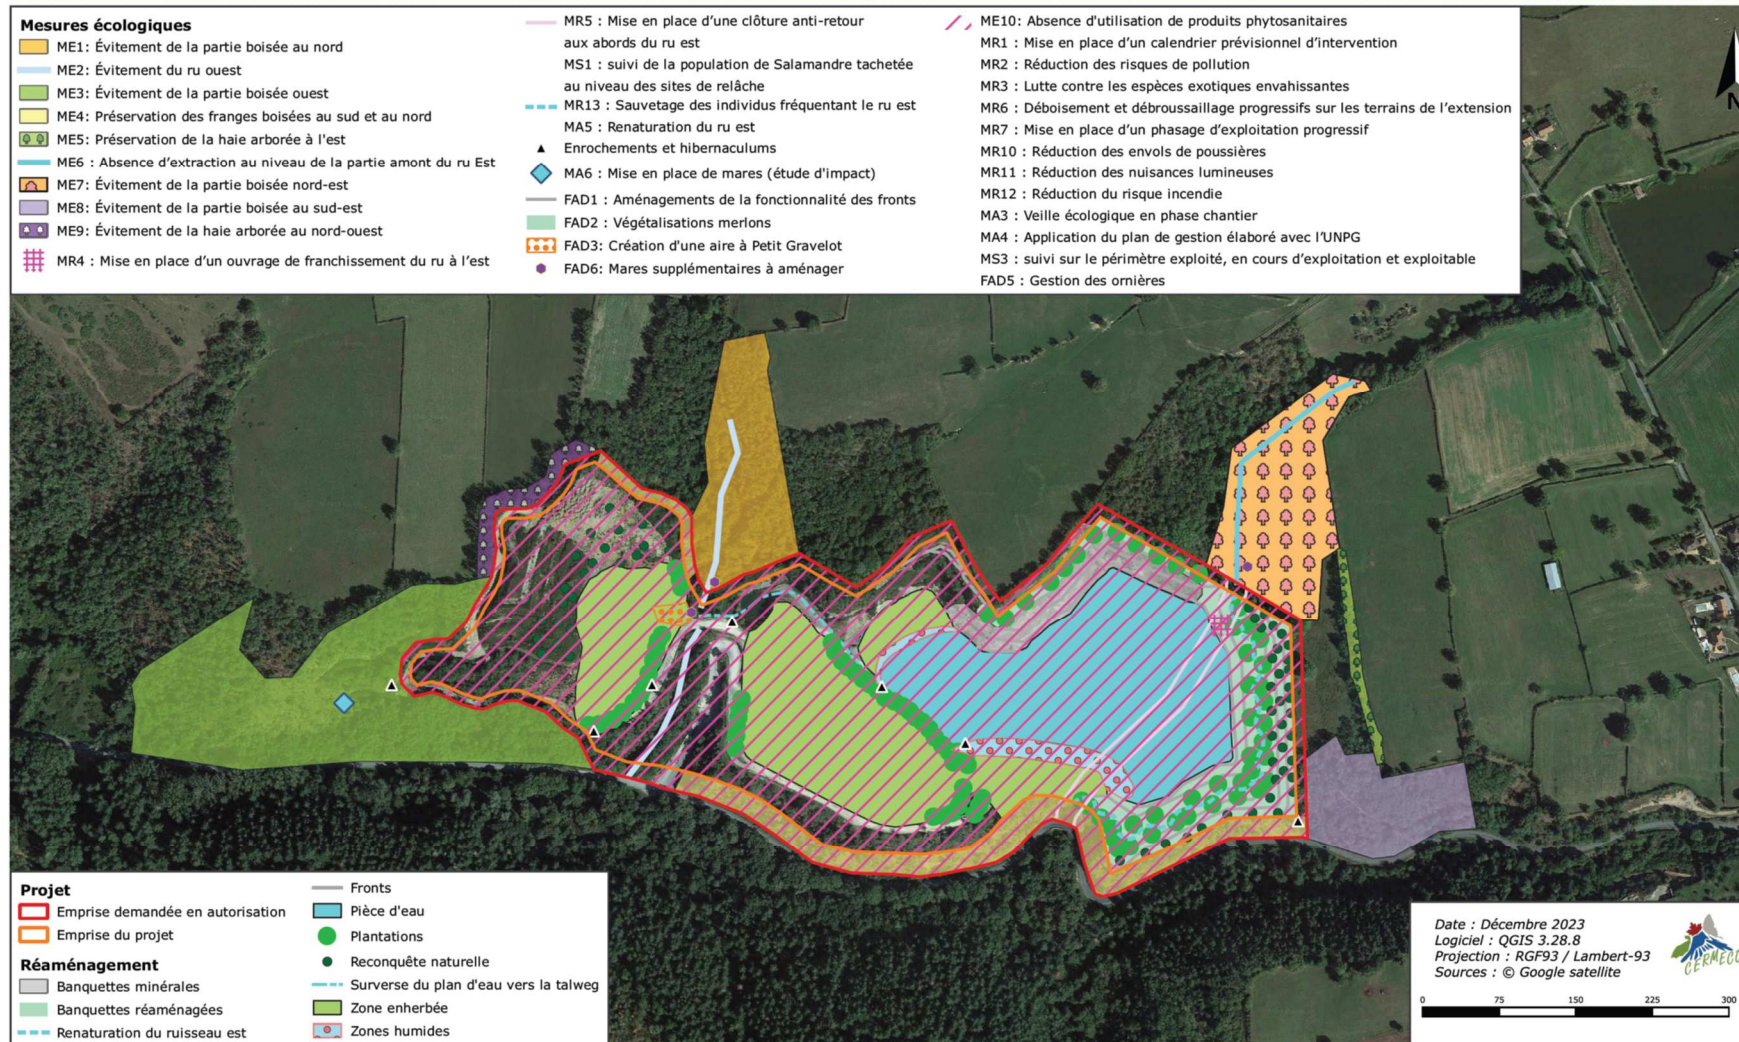 Mesures écologiques
ME1: Évitement de la partie boisée au nord
ME2: Évitement du ru ouest
ME3: Évitement de la partie boisée ouest
ME4: Préservation des franges boisées au sud et au nord
ME5: Préservation de la haie arborée à l'est
ME6 : Absence d'extraction au niveau de la partie amont du ru Est
ME7: Évitement de la partie boisée nord-est
ME8: Évitement de la partie boisée au sud-est
ME9: Évitement de la haie arborée au nord-ouest
MR4 : Mise en place d'un ouvrage de franchissement du ru à l'est
MR5 : Mise en place d'une clôture anti-retour
aux abords du ru est
MS1 : suivi de la population de Salamandre tachetée
au niveau des sites de relâche
MR13 : Sauvetage des individus fréquentant le ru est
MA5 : Renaturation du ru est
Enrochements et hibernaculums
MA6 : Mise en place de mares (étude d'impact)
FAD1 : Aménagements de la fonctionnalité des fronts
FAD2 : Végétalisations merlons
FAD3: Création d'une aire à Petit Gravelot
FAD6: Mares supplémentaires à aménager
ME10: Absence d'utilisation de produits phytosanitaires
MR1 : Mise en place d'un calendrier prévisionnel d'intervention
MR2 : Réduction des risques de pollution
MR3 : Lutte contre les espèces exotiques envahissantes
MR6 : Déboisement et débroussaillage progressifs sur les terrains de l'extension
MR7 : Mise en place d'un phasage d'exploitation progressif
MR10 : Réduction des envols de poussières
MR11 : Réduction des nuisances lumineuses
MR12 : Réduction du risque incendie
MA3 : Veille écologique en phase chantier
MA4 : Application du plan de gestion élaboré avec l'UNPG
MS3 : suivi sur le périmètre exploité, en cours d'exploitation et exploitable
FAD5 : Gestion des ornières
N
Projet
Emprise demandée en autorisation
Emprise du projet
Réaménagement
Banquettes minérales
Banquettes réaménagées
Renaturation du ruisseau est
Fronts
Pièce d'eau
Plantations
Reconquête naturelle
Surverse du plan d'eau vers la talweg
Zone enherbée
Zones humides
Date : Décembre 2023
Logiciel : QGIS 3.28.8
Projection : RGF93 / Lambert-93
Sources : © Google satellite
CERMECO
0 75 150 225 300